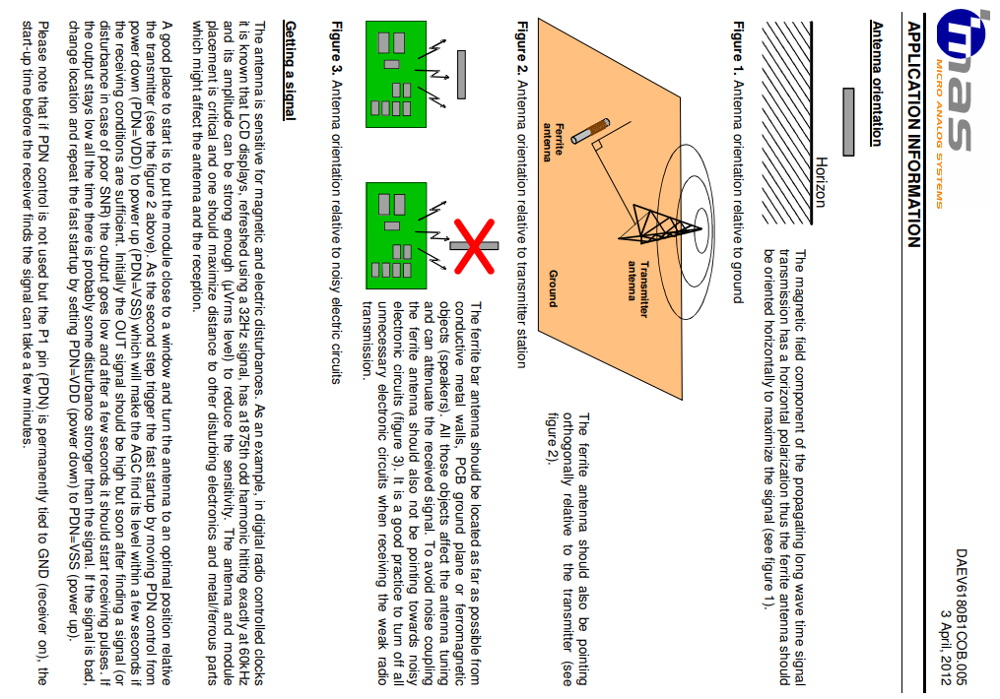 mas
MICRO ANALOG SYSTEMS
DAEV6180B1COB.005
3 April, 2012
APPLICATION INFORMATION
Antenna orientation
Horizon
The magnetic field component of the propagating long wave time signal
transmission has a horizontal polarization thus the ferrite antenna should
be oriented horizontally to maximize the signal (see figure 1).
Figure 1. Antenna orientation relative to ground
Transmitter
antenna
Ferrite
antenna
Ground
The ferrite antenna should also be pointing
orthogonally relative to the transmitter (see
figure 2).
Figure 2. Antenna orientation relative to transmitter station
The ferrite bar antenna should be located as far as possible from
conductive metal walls, PCB ground plane or ferromagnetic
objects (speakers). All those objects affect the antenna tuning
and can attenuate the received signal. To avoid noise coupling
the ferrite antenna should also not be pointing towards noisy
electronic circuits (figure 3). It is a good practice to turn off all
unnecessary electronic circuits when receiving the weak radio
transmission.
Figure 3. Antenna orientation relative to noisy electric circuits
Getting a signal
The antenna is sensitive for magnetic and electric disturbances. As an example, in digital radio controlled clocks
it is known that LCD displays, refreshed using a 32Hz signal, has a1875th odd harmonic hitting exactly at 60kHz
and its amplitude can be strong enough (µVrms level) to reduce the sensitivity. The antenna and module
placement is critical and one should maximize distance to other disturbing electronics and metal/ferrous parts
which might affect the antenna and the reception.
A good place to start is to put the module close to a window and turn the antenna to an optimal position relative
the transmitter (see the figure 2 above). As the second step trigger the fast startup by moving PDN control from
power down (PDN=VDD) to power up (PDN=VSS) which will make the AGC find its level within a few seconds if
the receiving conditions are sufficient. Initially the OUT signal should be high but soon after finding a signal (or
disturbance in case of poor SNR) the output goes low and after a few seconds it should start receiving pulses. If
the output stays low all the time there is probably some disturbance stronger than the signal. If the signal is bad,
change location and repeat the fast startup by setting PDN=VDD (power down) to PDN=VSS (power up).
Please note that if PDN control is not used but the P1 pin (PDN) is permanently tied to GND (receiver on), the
start-up time before the receiver finds the signal can take a few minutes.